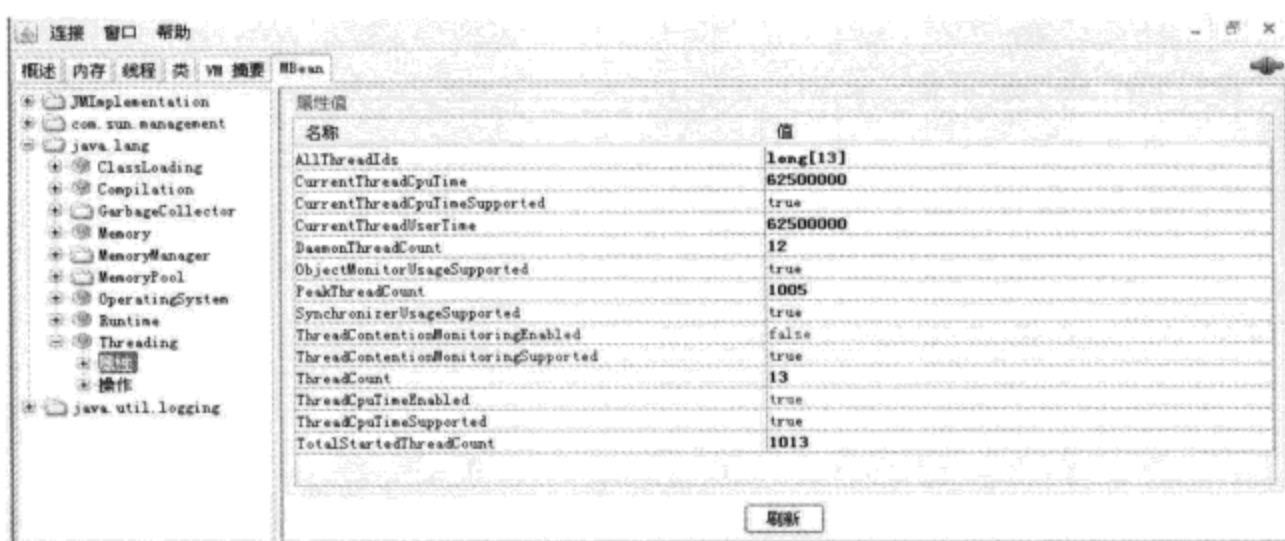 连接 窗口 帮助
概述 内存 线程 类 VM 摘要 MBean
JMImplementation
com.sun.management
java.lang
ClassLoading
Compilation
GarbageCollector
Memory
MemoryManager
MemoryPool
OperatingSystem
Runtime
Threading
属性
操作
java.util.logging
属性值
名称 值
AllThreadIds long[13]
CurrentThreadCpuTime 62500000
CurrentThreadCpuTimeSupported true
CurrentThreadUserTime 62500000
DaemonThreadCount 12
ObjectMonitorUsageSupported true
PeakThreadCount 1005
SynchronizerUsageSupported true
ThreadContentionMonitoringEnabled false
ThreadContentionMonitoringSupported true
ThreadCount 13
ThreadCpuTimeEnabled true
ThreadCpuTimeSupported true
TotalStartedThreadCount 1013
刷新